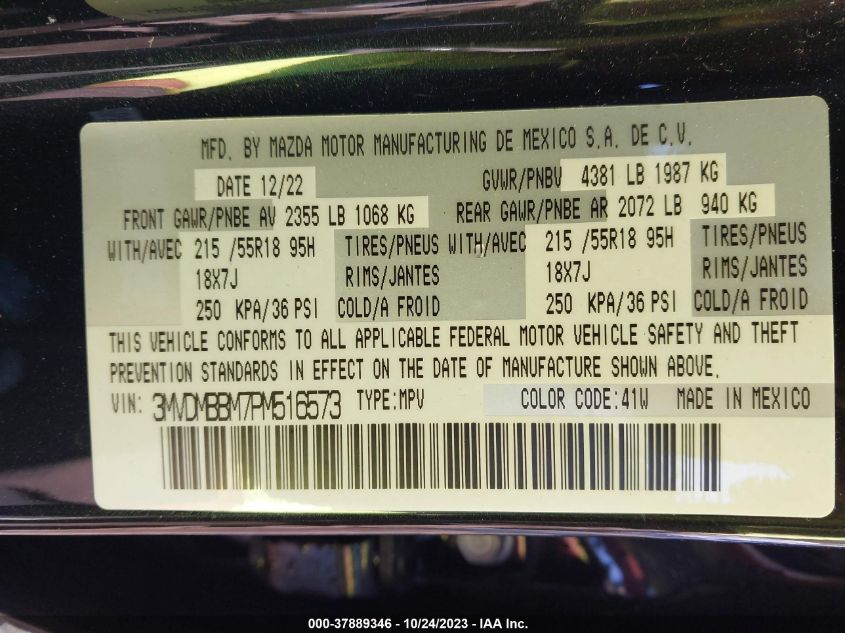 MFD. BY MAZDA MOTOR MANUFACTURING DE MEXICO S.A. DE C.V.
DATE 12/22 GVWR/PNBV 4381 LB 1987 KG
FRONT GAWR/PNBE AV 2355 LB 1068 KG REAR GAWR/PNBE AR 2072 LB 940 KG
WITH/AVEC 215 /55R18 95H TIRES/PNEUS WITH/AVEC 215 /55R18 95H TIRES/PNEUS
18X7J RIMS/JANTES 18X7J RIMS/JANTES
250 KPA/36 PSI COLD/A FROID 250 KPA/36 PSI COLD/A FROID
THIS VEHICLE CONFORMS TO ALL APPLICABLE FEDERAL MOTOR VEHICLE SAFETY AND THEFT
PREVENTION STANDARDS IN EFFECT ON THE DATE OF MANUFACTURE SHOWN ABOVE.
VIN: 3MVDMBBM7PM516573 TYPE:MPV COLOR CODE:41W MADE IN MEXICO
000-37889346 - 10/24/2023 - IAA Inc.